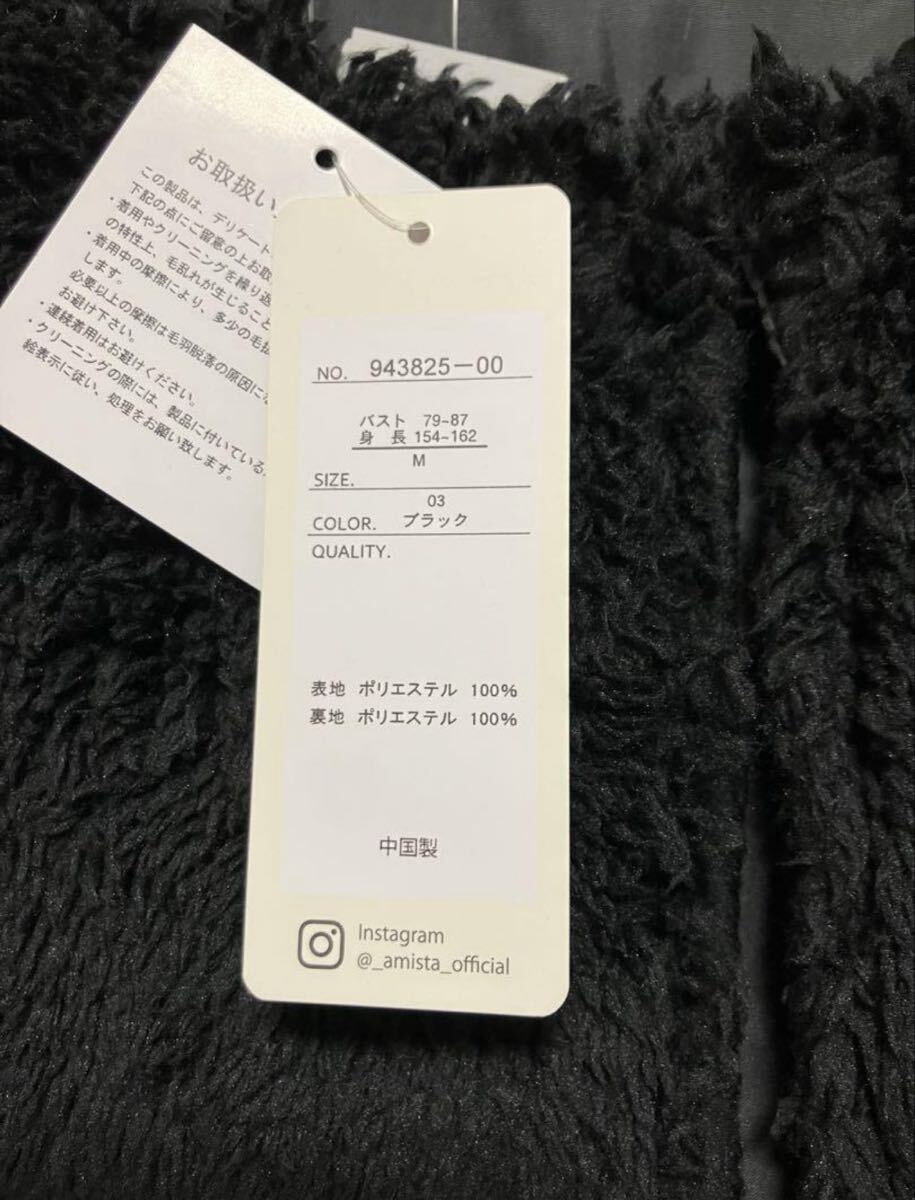 お取扱い
この製品は、デリケート
下記の点にご留意の上お取
・着用やクリーニングを繰り返
の特性上、毛乱れが生じること
・着用中の摩擦により、多少の毛
します。
必要以上の摩擦は毛羽脱落の原因に
お避け下さい。
・連続着用はお避けください。
・クリーニングの際には、製品に付いている
絵表示に従い、処理をお願い致します。
NO. 943825-00
バスト 79~87
身 長 154~162
M
SIZE.
03
COLOR. ブラック
QUALITY.
表地 ポリエステル 100%
裏地 ポリエステル 100%
中国製
Instagram
@_amista_official